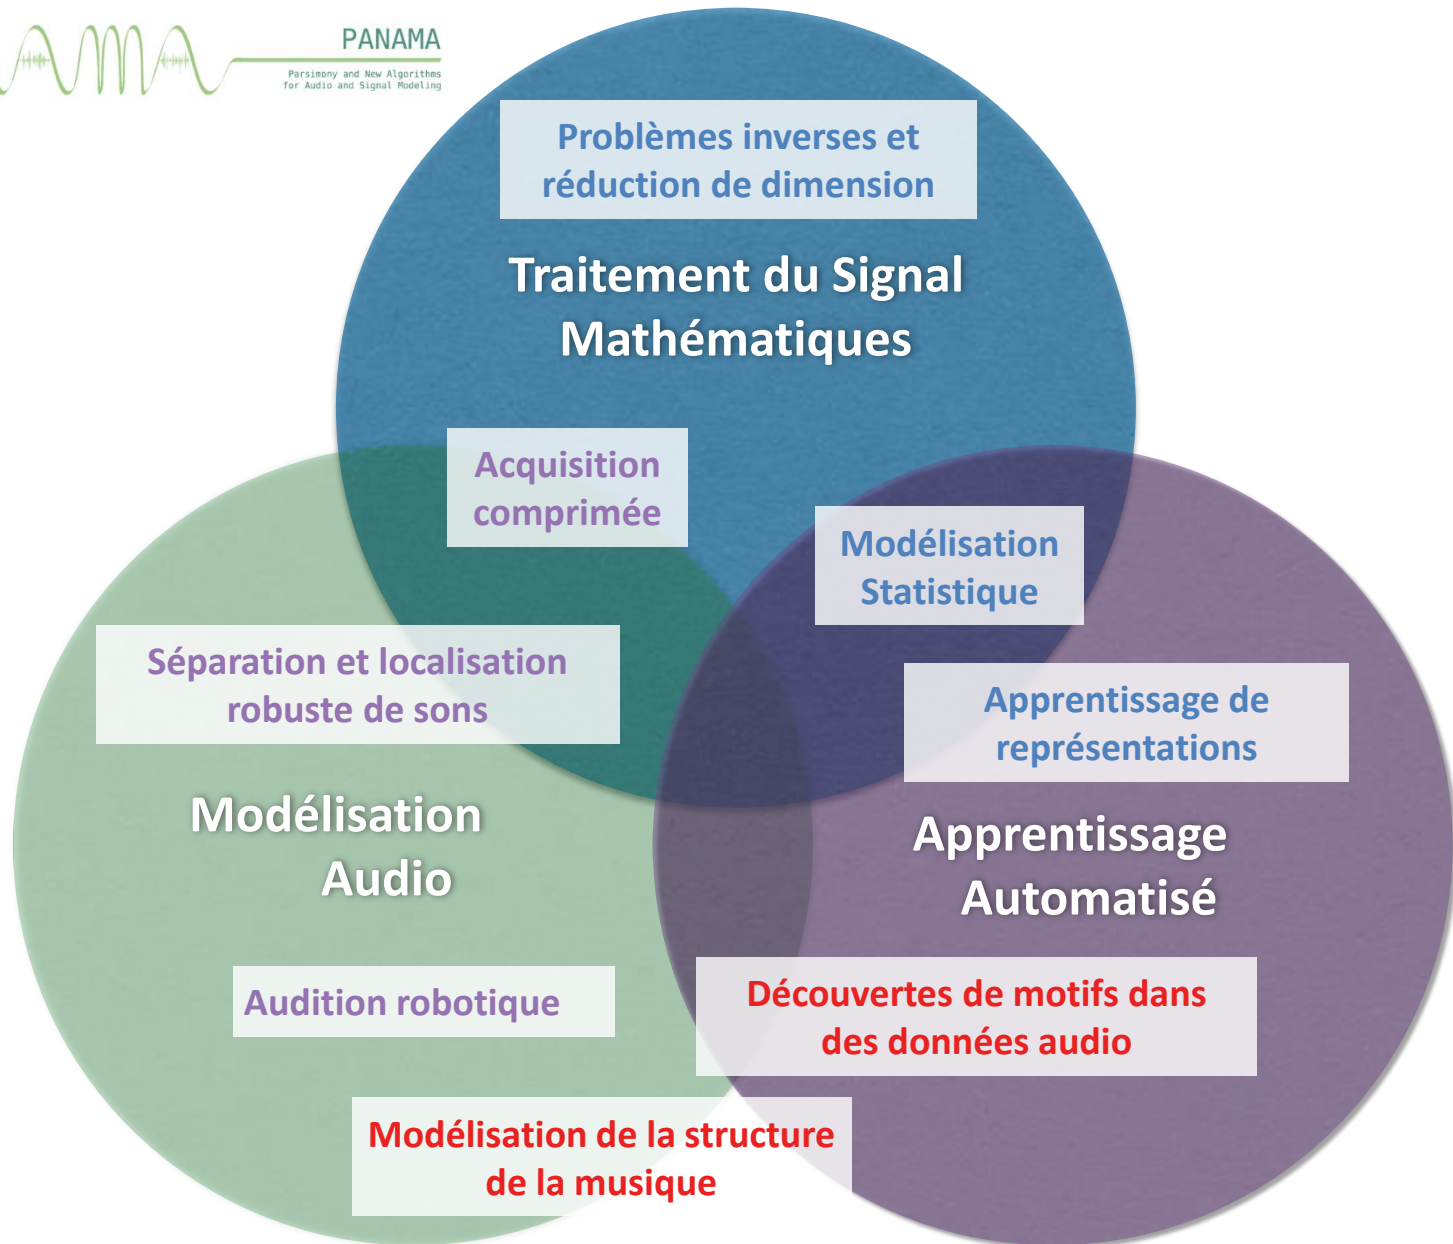 PANAMA
Parsimony and New Algorithms
for Audio and Signal Modeling
Problèmes inverses et
réduction de dimension
Traitement du Signal
Mathématiques
Acquisition
comprimée
Modélisation
Statistique
Séparation et localisation
robuste de sons
Apprentissage de
représentations
Modélisation
Audio
Apprentissage
Automatisé
Audition robotique
Découvertes de motifs dans
des données audio
Modélisation de la structure
de la musique